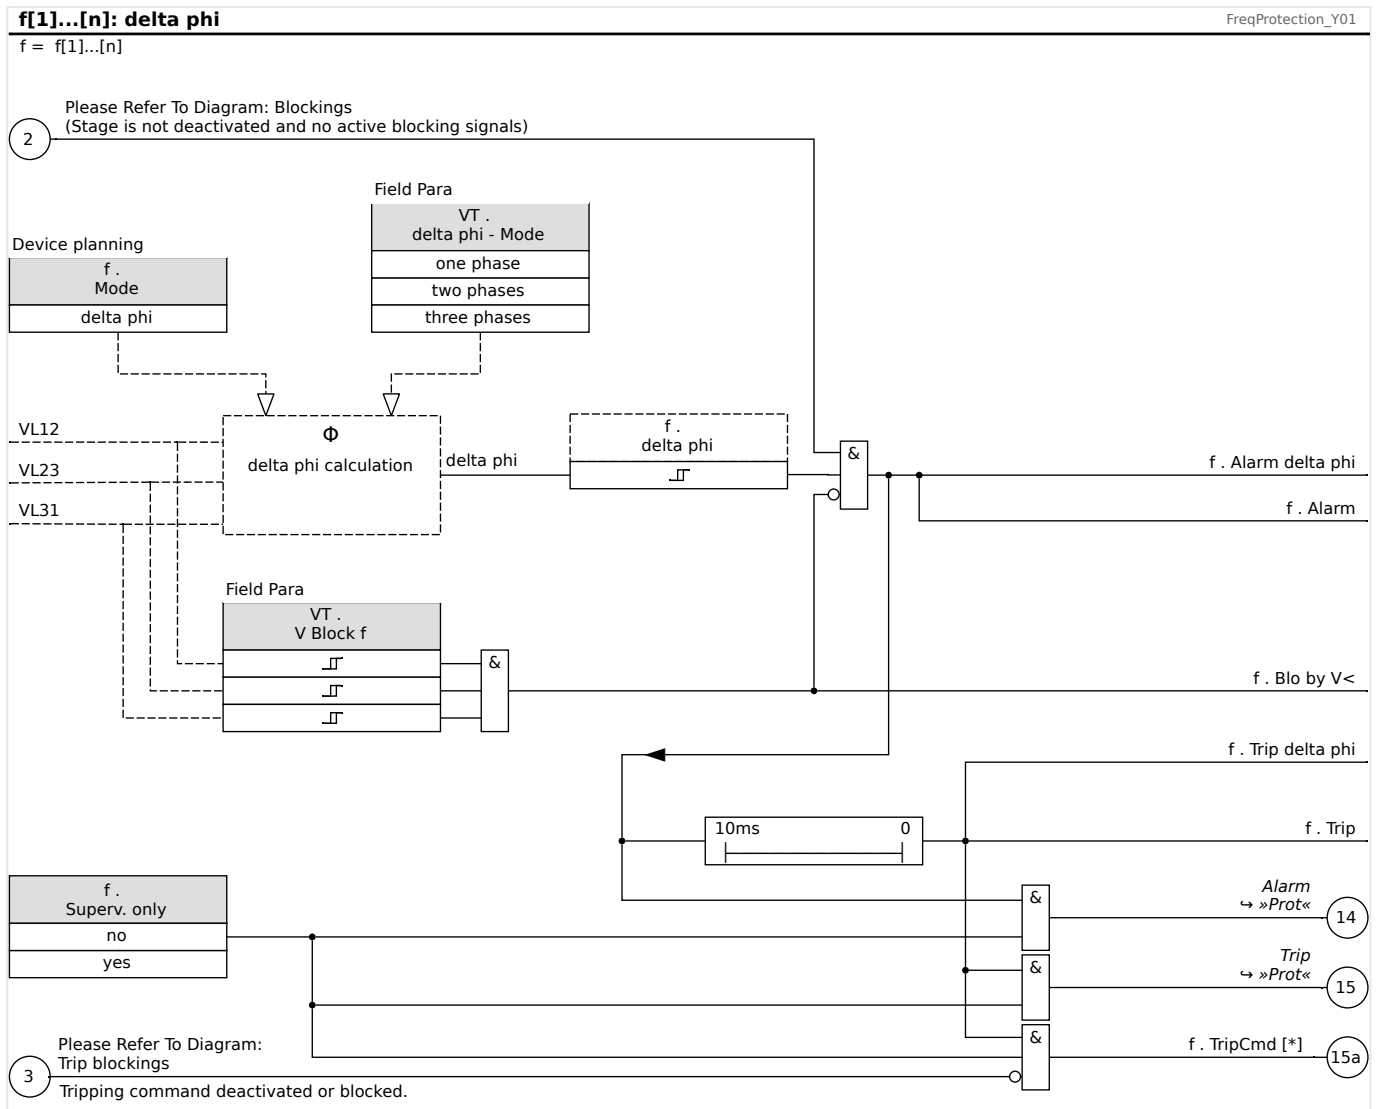 f[1]...[n]: delta phi
FreqProtection_Y01
f = f[1]...[n]
Please Refer To Diagram: Blockings
(Stage is not deactivated and no active blocking signals)
2
Field Para
VT .
delta phi - Mode
one phase
two phases
three phases
Device planning
f .
Mode
delta phi
VL12
VL23
VL31
Φ
delta phi calculation
delta phi
f .
delta phi
&
f . Alarm delta phi
f . Alarm
Field Para
VT .
V Block f
&
f . Blo by V<
f . Trip delta phi
10ms 0
f . Trip
f .
Superv. only
no
yes
&
Alarm
↪ »Prot«
14
&
Trip
↪ »Prot«
15
&
f . TripCmd [*]
15a
Please Refer To Diagram:
Trip blockings
3
Tripping command deactivated or blocked.